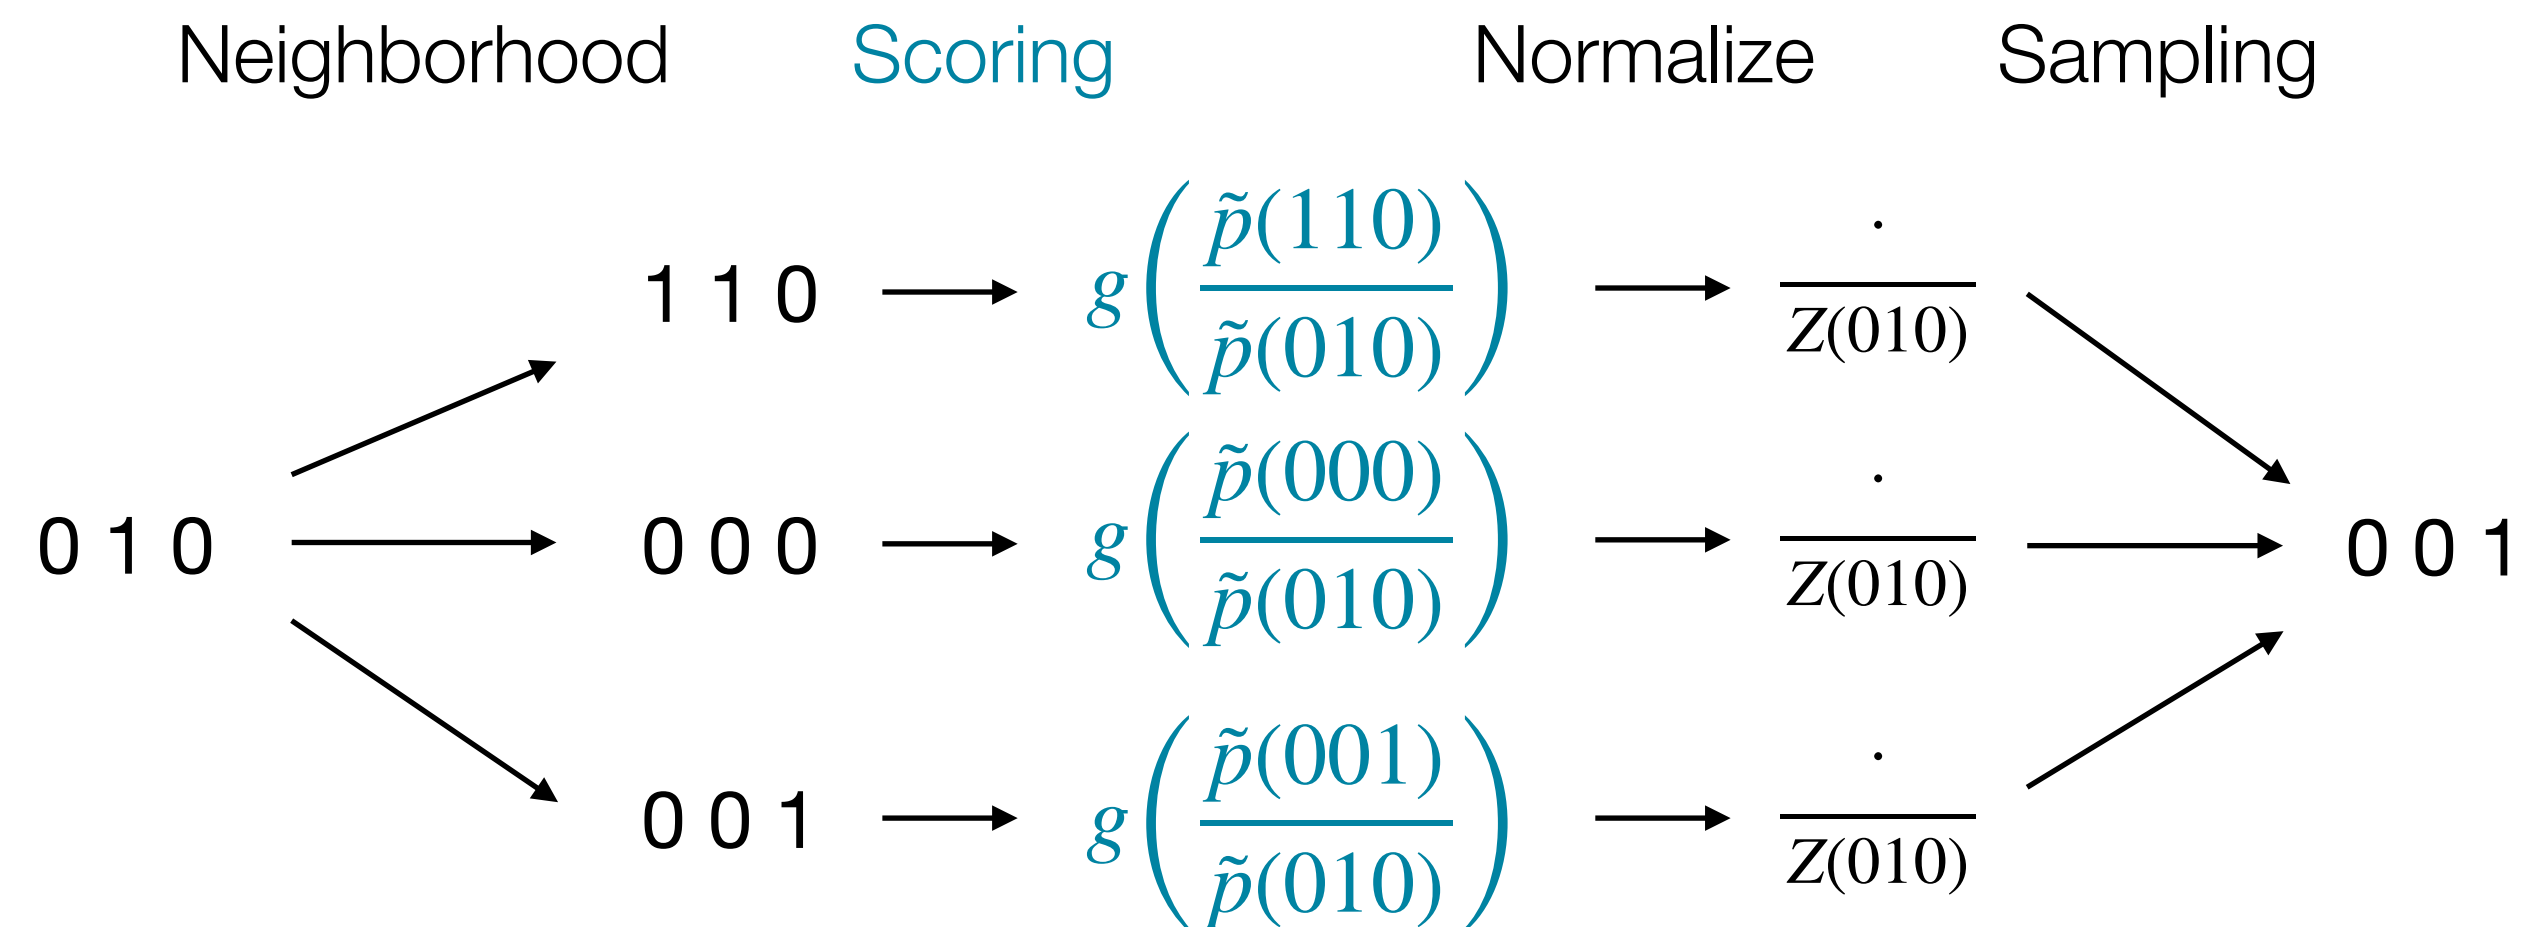 Neighborhood Scoring Normalize Sampling
1 1 0 g(p̃(110)/p̃(010)) ·/Z(010)
0 1 0 0 0 0 g(p̃(000)/p̃(010)) ·/Z(010) 0 0 1
0 0 1 g(p̃(001)/p̃(010)) ·/Z(010)